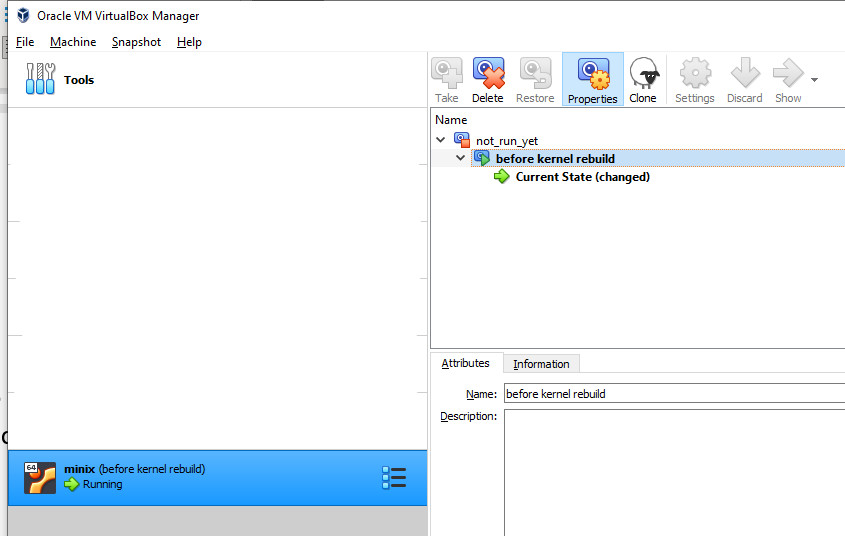 Oracle VM VirtualBox Manager
File Machine Snapshot Help
Tools
Take Delete Restore Properties Clone Settings Discard Show
Name
not_run_yet
before kernel rebuild
Current State (changed)
Attributes Information
Name: before kernel rebuild
Description:
64
minix (before kernel rebuild)
Running